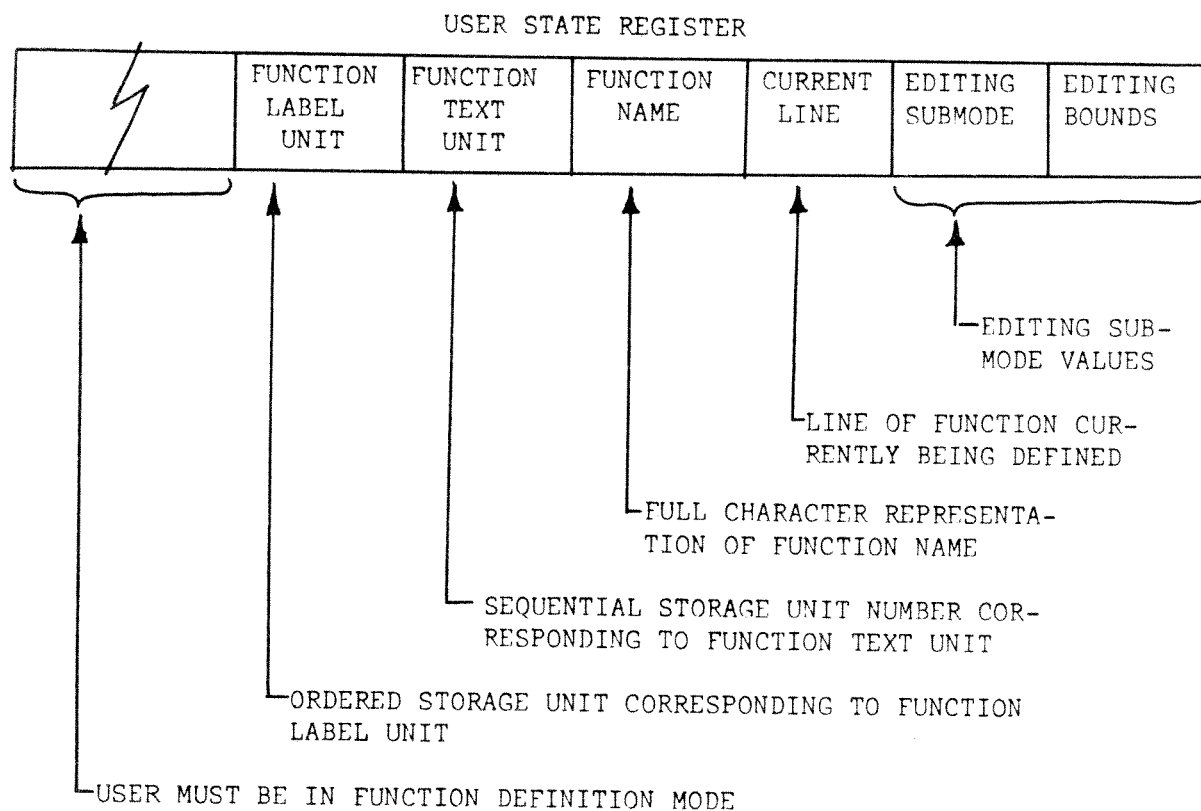 USER STATE REGISTER
FUNCTION
LABEL
UNIT
FUNCTION
TEXT
UNIT
FUNCTION
NAME
CURRENT
LINE
EDITING
SUBMODE
EDITING
BOUNDS
EDITING SUB-
MODE VALUES
LINE OF FUNCTION CUR-
RENTLY BEING DEFINED
FULL CHARACTER REPRESENTA-
TION OF FUNCTION NAME
SEQUENTIAL STORAGE UNIT NUMBER COR-
RESPONDING TO FUNCTION TEXT UNIT
ORDERED STORAGE UNIT CORRESPONDING TO FUNCTION
LABEL UNIT
USER MUST BE IN FUNCTION DEFINITION MODE